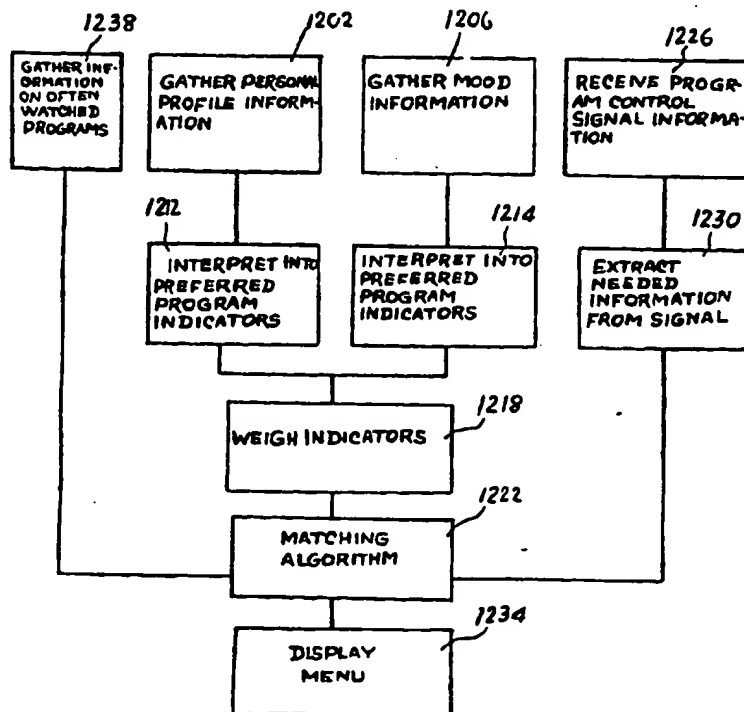 1238
1202
1206
1226
GATHER INF-
ORMATION
ON OFTEN
WATCHED
PROGRAMS
GATHER PERSONAL
PROFILE INFORM-
ATION
GATHER MOOD
INFORMATION
RECEIVE PROGR-
AM CONTROL
SIGNAL INFORMA-
TION
1212
1214
1230
INTERPRET INTO
PREFERRED
PROGRAM
INDICATORS
INTERPRET INTO
PREFERRED
PROGRAM
INDICATORS
EXTRACT
NEEDED
INFORMATION
FROM SIGNAL
1218
WEIGH INDICATORS
1222
MATCHING
ALGORITHM
1234
DISPLAY
MENU